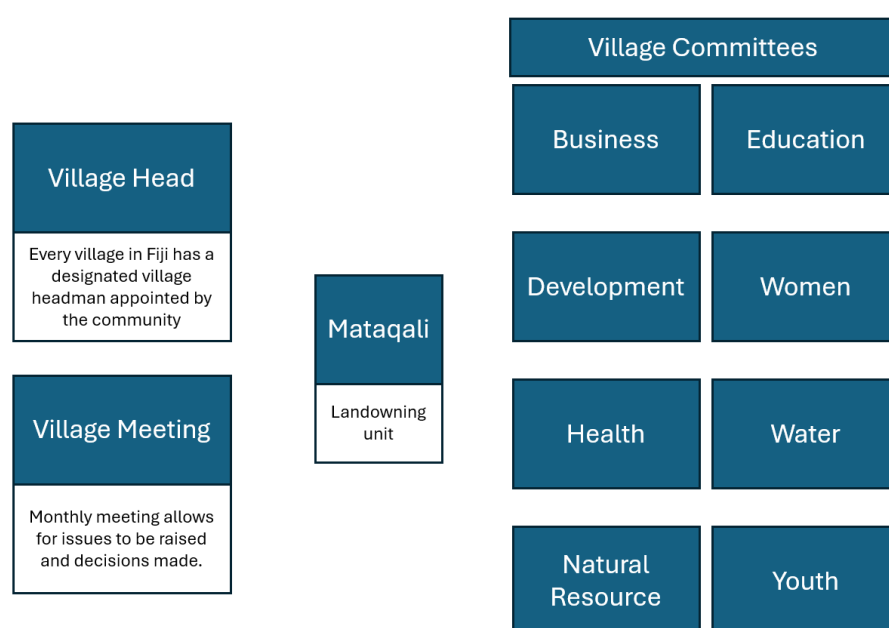 Village Head
Every village in Fiji has a
designated village
headman appointed by
the community
Village Meeting
Monthly meeting allows
for issues to be raised
and decisions made.
Mataqali
Landowning
unit
Village Committees
Business
Education
Development
Women
Health
Water
Natural
Resource
Youth